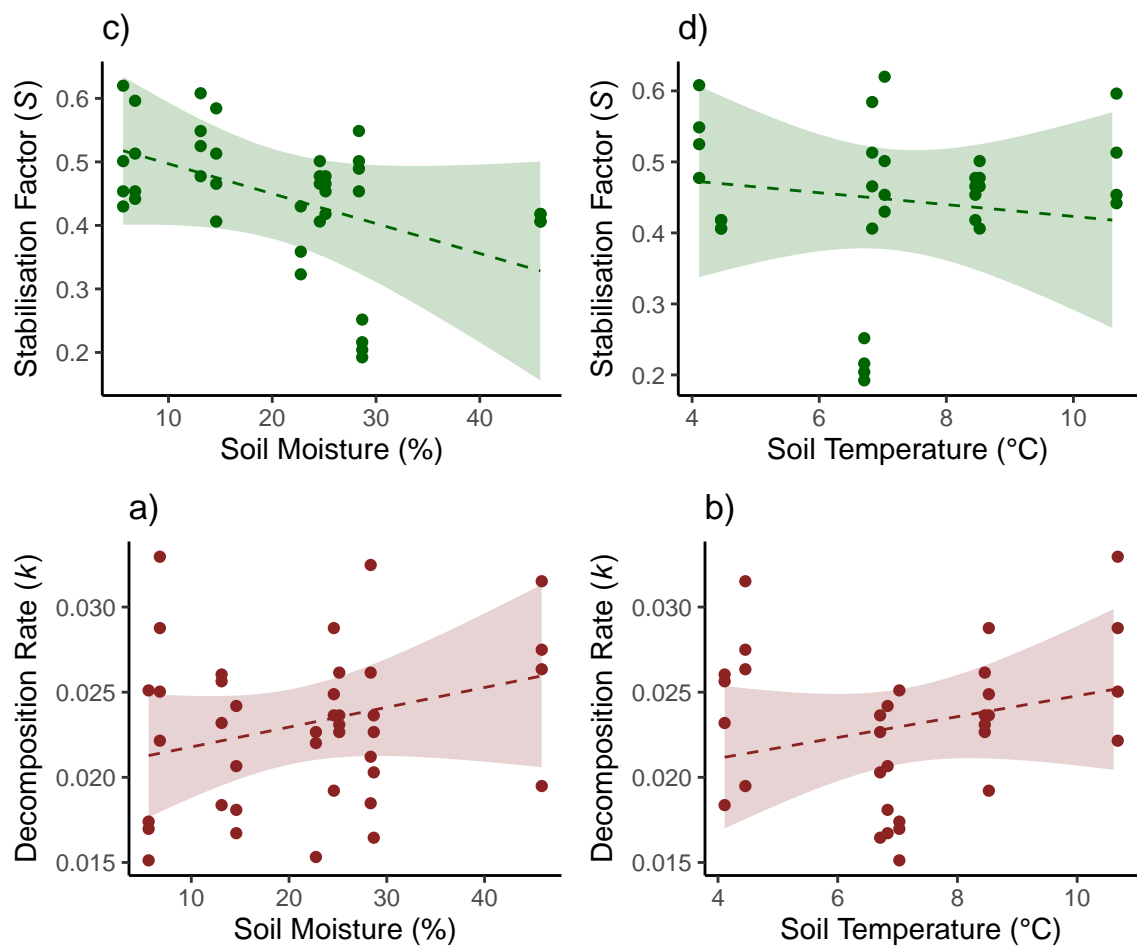 c)
Stabilisation Factor (S)
0.6
0.5
0.4
0.3
0.2
10 20 30 40
Soil Moisture (%)
d)
Stabilisation Factor (S)
0.6
0.5
0.4
0.3
0.2
4 6 8 10
Soil Temperature (°C)
a)
Decomposition Rate (k)
0.030
0.025
0.020
0.015
10 20 30 40
Soil Moisture (%)
b)
Decomposition Rate (k)
0.030
0.025
0.020
0.015
4 6 8 10
Soil Temperature (°C)